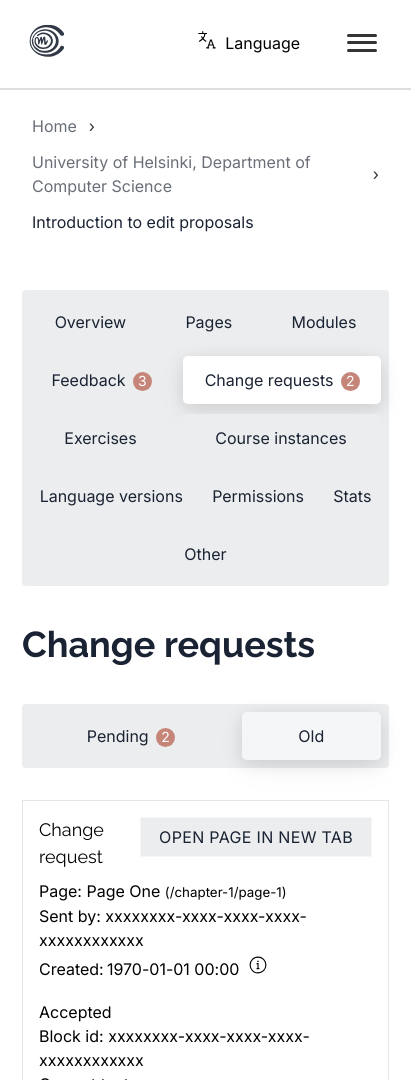 Language
Home ›
University of Helsinki, Department of
Computer Science ›
Introduction to edit proposals
Overview Pages Modules
Feedback 3 Change requests 2
Exercises Course instances
Language versions Permissions Stats
Other
Change requests
Pending 2 Old
Change
request
OPEN PAGE IN NEW TAB
Page: Page One (/chapter-1/page-1)
Sent by: xxxxxxxx-xxxx-xxxx-xxxx-
xxxxxxxxxxxx
Created: 1970-01-01 00:00
Accepted
Block id: xxxxxxxx-xxxx-xxxx-xxxx-
xxxxxxxxxxxx